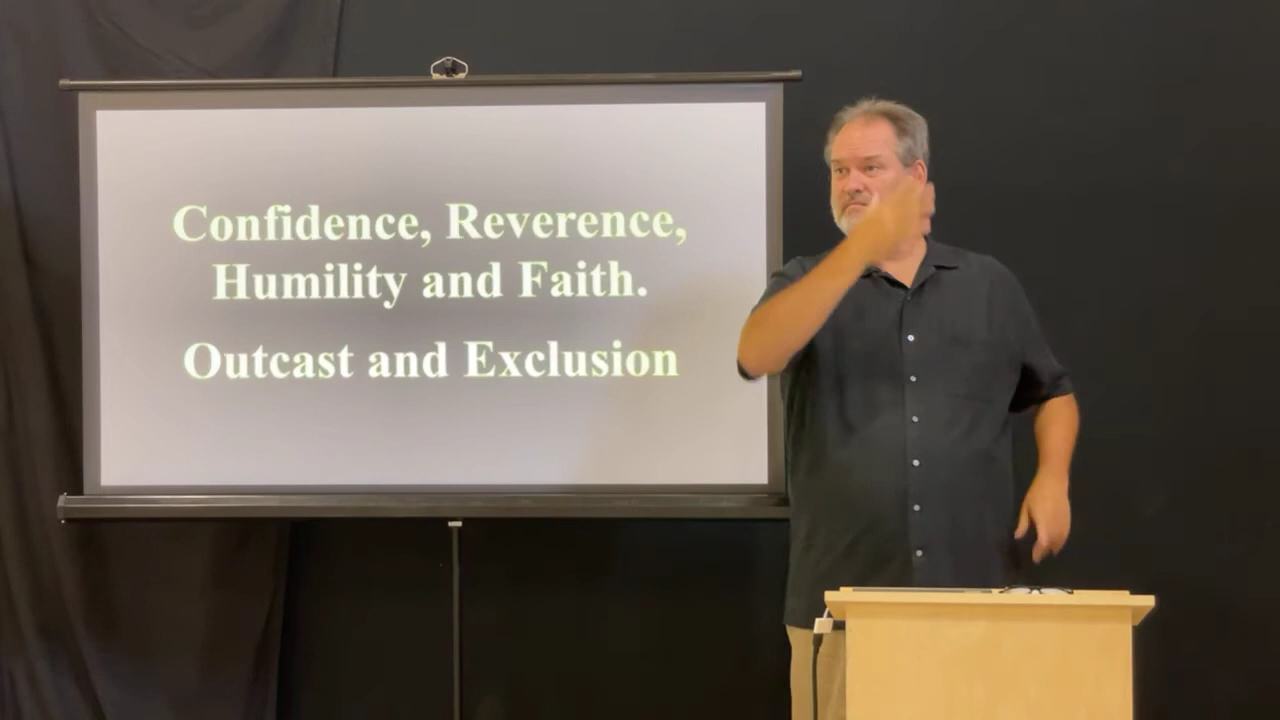 Confidence, Reverence,
Humility and Faith.
Outcast and Exclusion